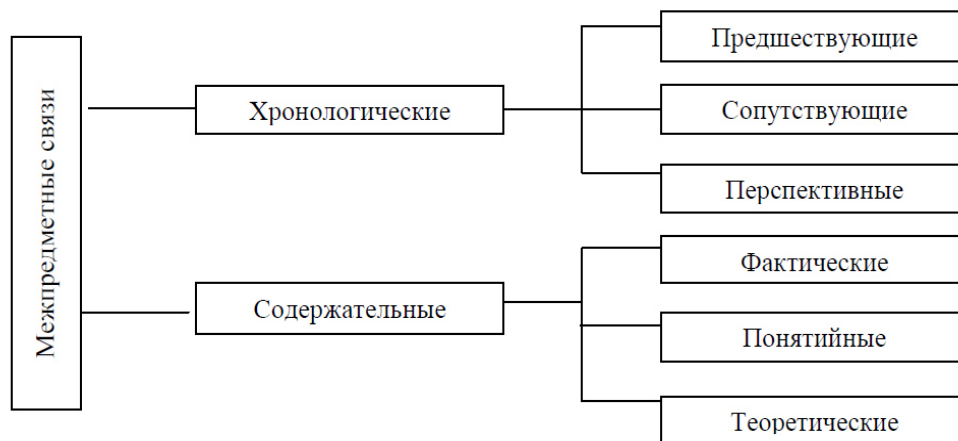 Межпредметные связи
Хронологические
Предшествующие
Сопутствующие
Перспективные
Содержательные
Фактические
Понятийные
Теоретические